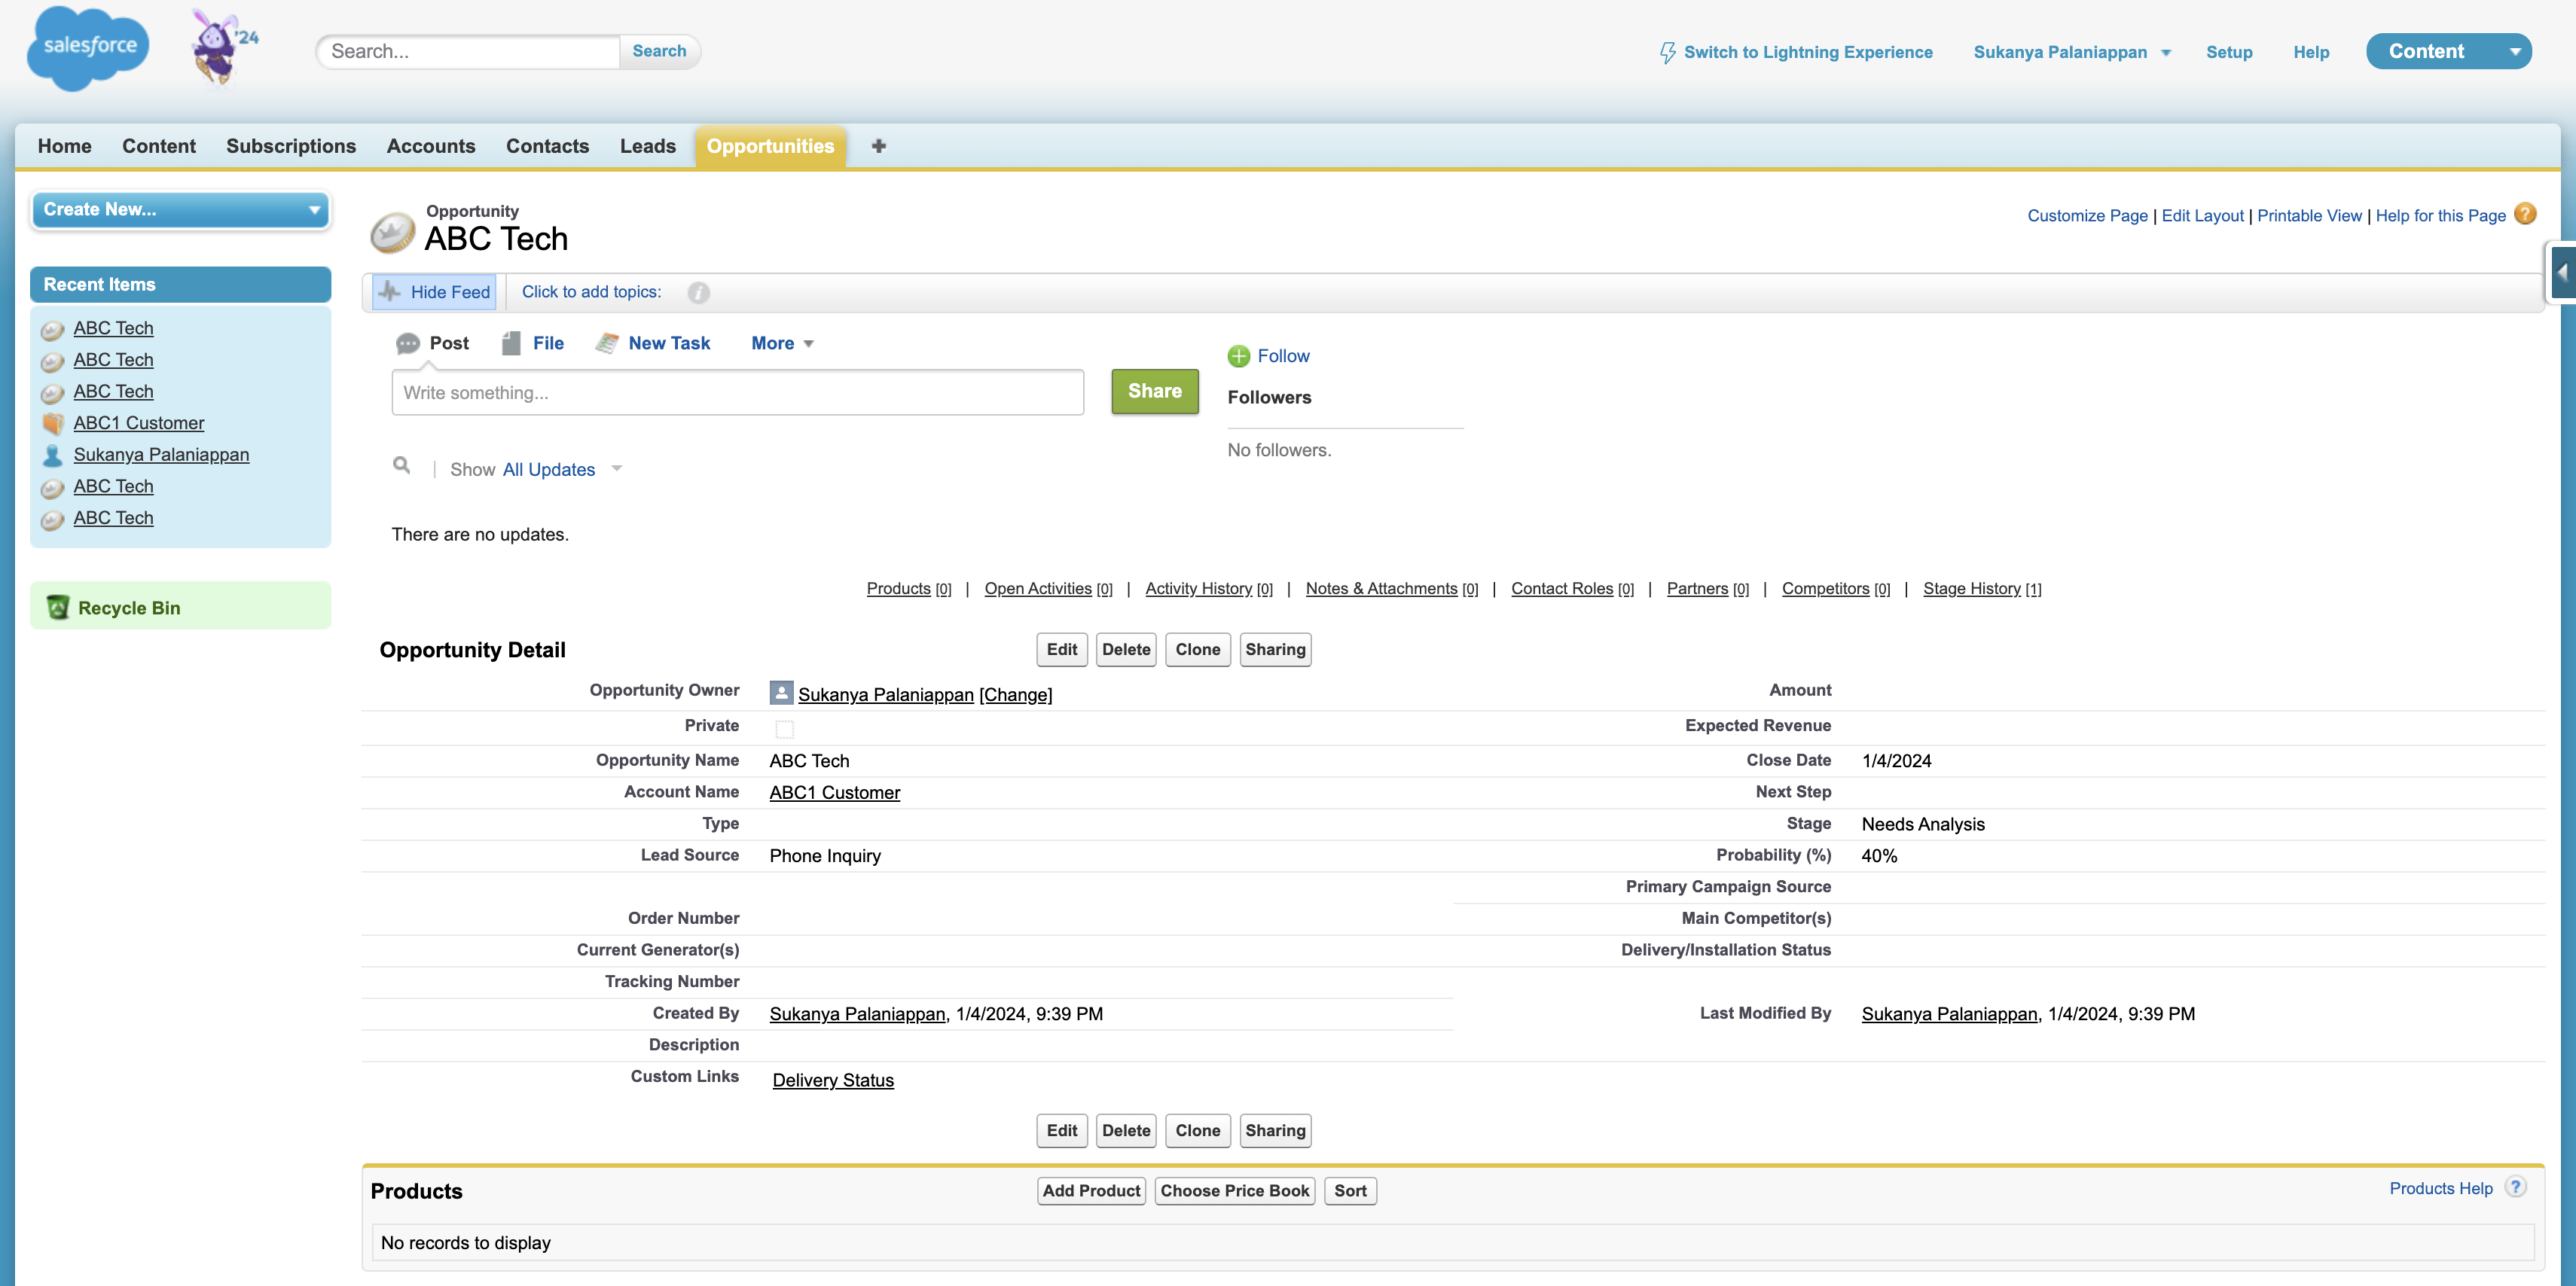 salesforce
'24
Search...
Search
Switch to Lightning Experience
Sukanya Palaniappan
Setup
Help
Content
Home
Content
Subscriptions
Accounts
Contacts
Leads
Opportunities
Create New...
Recent Items
ABC Tech
ABC Tech
ABC Tech
ABC1 Customer
Sukanya Palaniappan
ABC Tech
ABC Tech
Recycle Bin
Opportunity
ABC Tech
Customize Page | Edit Layout | Printable View | Help for this Page ?
Hide Feed
Click to add topics: i
Post
File
New Task
More
Write something...
Share
Follow
Followers
No followers.
Show All Updates
There are no updates.
Products [0] | Open Activities [0] | Activity History [0] | Notes & Attachments [0] | Contact Roles [0] | Partners [0] | Competitors [0] | Stage History [1]
Opportunity Detail
Edit Delete Clone Sharing
Opportunity Owner Sukanya Palaniappan [Change] Amount
Private Expected Revenue
Opportunity Name ABC Tech Close Date 1/4/2024
Account Name ABC1 Customer Next Step
Type Stage Needs Analysis
Lead Source Phone Inquiry Probability (%) 40%
Primary Campaign Source
Order Number Main Competitor(s)
Current Generator(s) Delivery/Installation Status
Tracking Number
Created By Sukanya Palaniappan, 1/4/2024, 9:39 PM Last Modified By Sukanya Palaniappan, 1/4/2024, 9:39 PM
Description
Custom Links Delivery Status
Edit Delete Clone Sharing
Products
Add Product Choose Price Book Sort
Products Help ?
No records to display